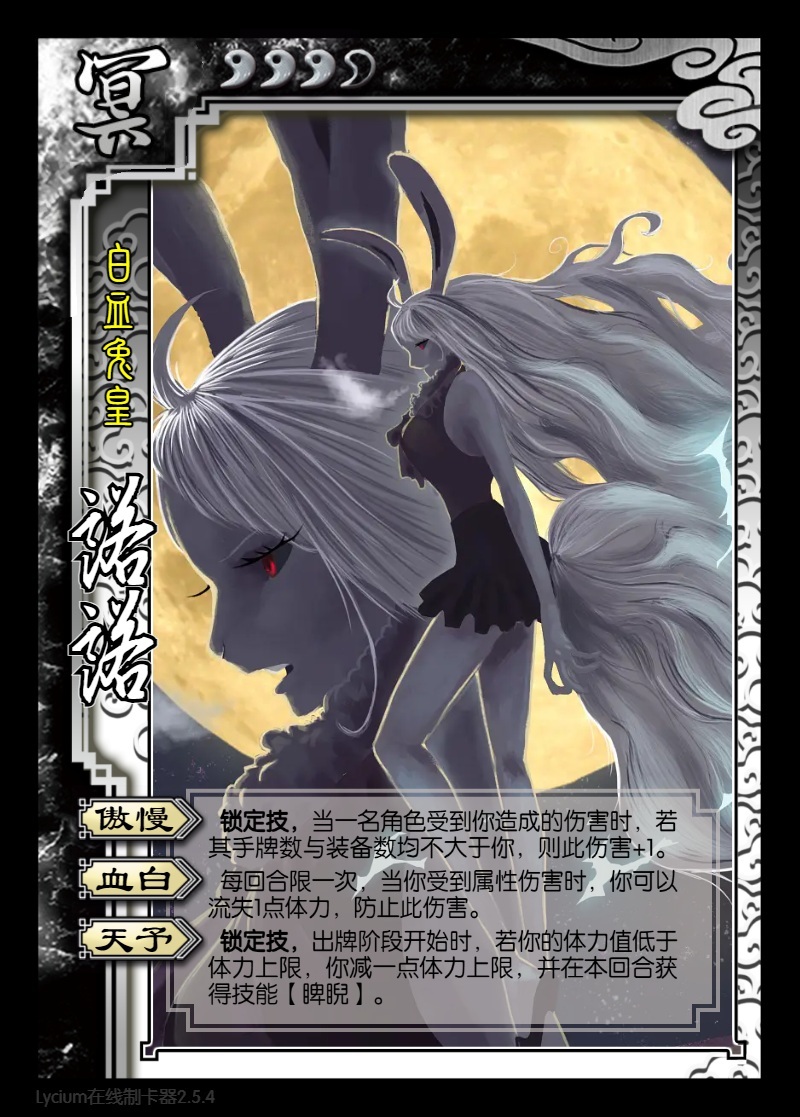 冥
白血兔皇
诺诺
傲慢
锁定技，当一名角色受到你造成的伤害时，若
其手牌数与装备数均不大于你，则此伤害+1。
血白
每回合限一次，当你受到属性伤害时，你可以
流失1点体力，防止此伤害。
天予
锁定技，出牌阶段开始时，若你的体力值低于
体力上限，你减一点体力上限，并在本回合获
得技能【睥睨】。
Lycium在线制卡器2.5.4